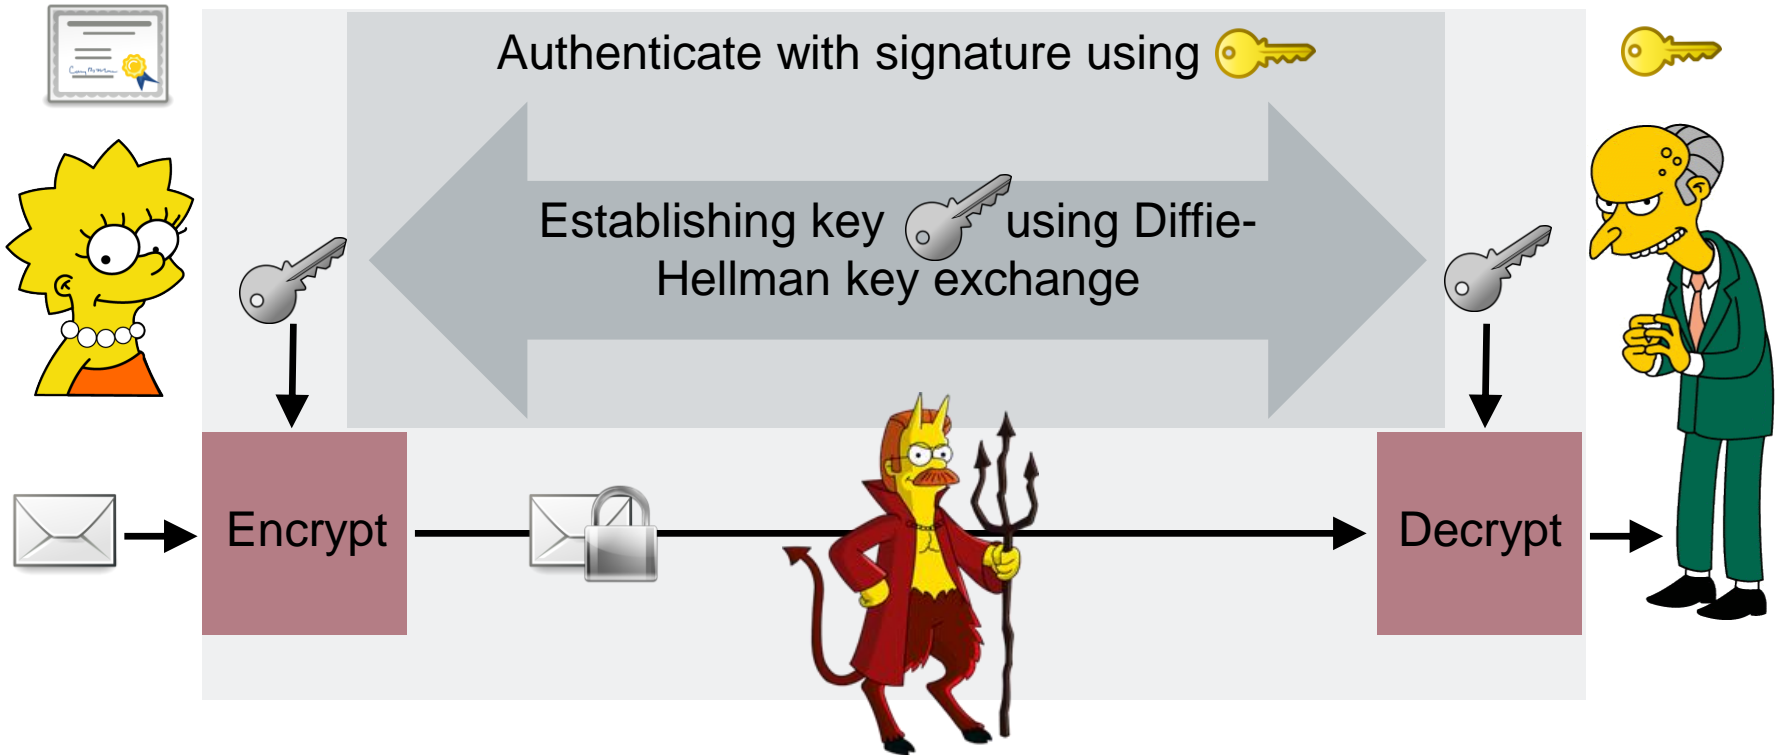 Authenticate with signature using
Establishing key using Diffie-
Hellman key exchange
Encrypt
Decrypt